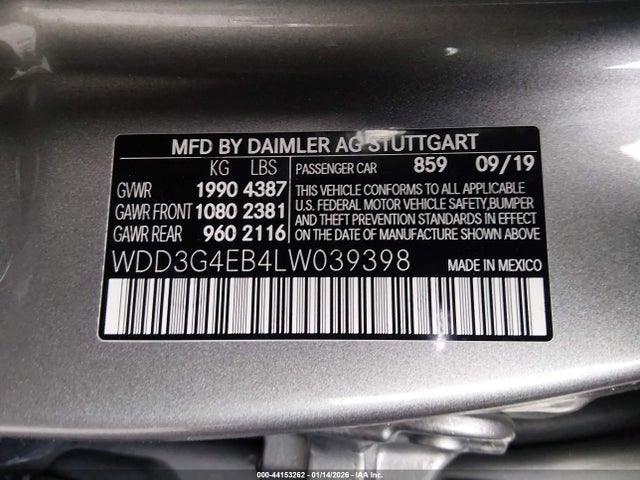 MFD BY DAIMLER AG STUTTGART
KG LBS PASSENGER CAR 859 09/19
GVWR 1990 4387 THIS VEHICLE CONFORMS TO ALL APPLICABLE
U.S. FEDERAL MOTOR VEHICLE SAFETY,BUMPER
GAWR FRONT 1080 2381 AND THEFT PREVENTION STANDARDS IN EFFECT
GAWR REAR 960 2116 ON THE DATE OF MANUFACTURE SHOWN ABOVE.
WDD3G4EB4LW039398 MADE IN MEXICO
000-44153262 - 01/14/2026 - IAA Inc.